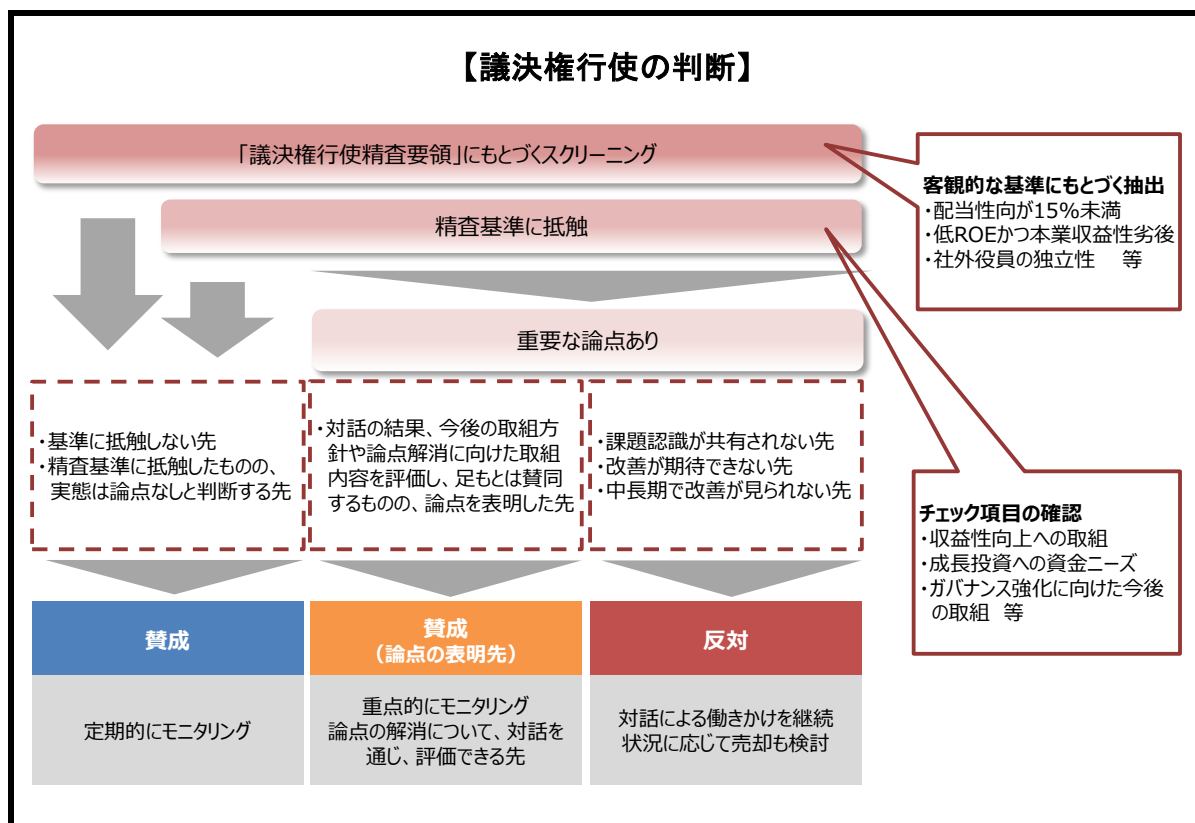 【議決権行使の判断】
「議決権行使精査要領」にもとづくスクリーニング
精査基準に抵触
重要な論点あり
客観的な基準にもとづく抽出
・配当性向が15%未満
・低ROEかつ本業収益性劣後
・社外役員の独立性　等
チェック項目の確認
・収益性向上への取組
・成長投資への資金ニーズ
・ガバナンス強化に向けた今後
の取組　等
・基準に抵触しない先
・精査基準に抵触したものの、
実態は論点なしと判断する先
・対話の結果、今後の取組方
針や論点解消に向けた取組
内容を評価し、足もとは賛同
するものの、論点を表明した先
・課題認識が共有されない先
・改善が期待できない先
・中長期で改善が見られない先
賛成
賛成
（論点の表明先）
反対
定期的にモニタリング
重点的にモニタリング
論点の解消について、対話を
通じ、評価できる先
対話による働きかけを継続
状況に応じて売却も検討